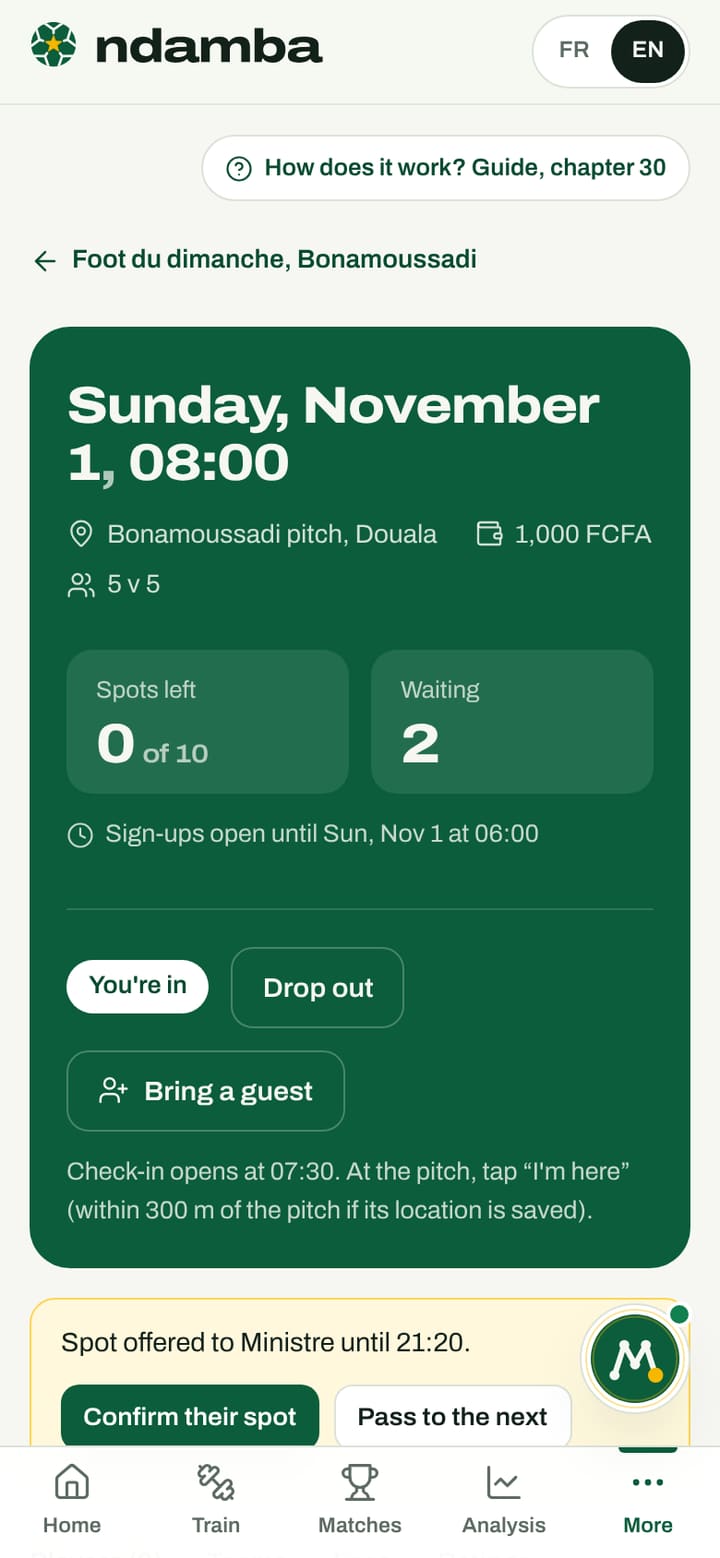 ndamba
FR EN
How does it work? Guide, chapter 30
Foot du dimanche, Bonamoussadi
Sunday, November
1, 08:00
Bonamoussadi pitch, Douala 1,000 FCFA
5 v 5
Spots left Waiting
0 of 10 2
Sign-ups open until Sun, Nov 1 at 06:00
You're in Drop out
Bring a guest
Check-in opens at 07:30. At the pitch, tap “I'm here”
(within 300 m of the pitch if its location is saved).
Spot offered to Ministre until 21:20.
M
Confirm their spot Pass to the next
Home Train Matches Analysis More